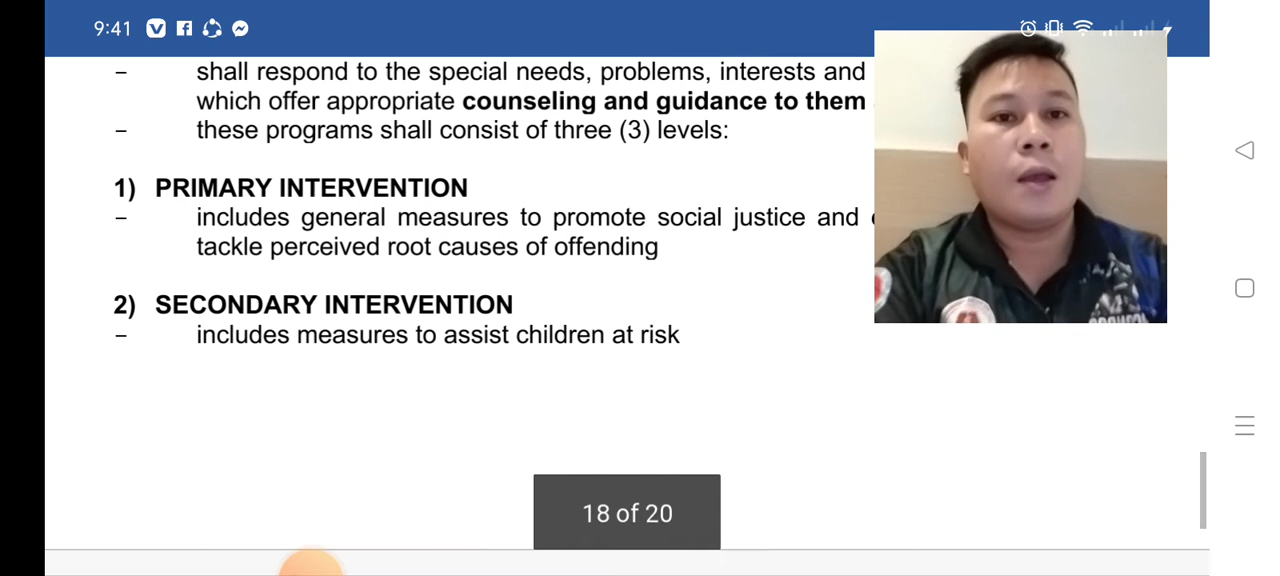 9:41
– shall respond to the special needs, problems, interests and
which offer appropriate counseling and guidance to them
– these programs shall consist of three (3) levels:
1) PRIMARY INTERVENTION
– includes general measures to promote social justice and
tackle perceived root causes of offending
2) SECONDARY INTERVENTION
– includes measures to assist children at risk
18 of 20